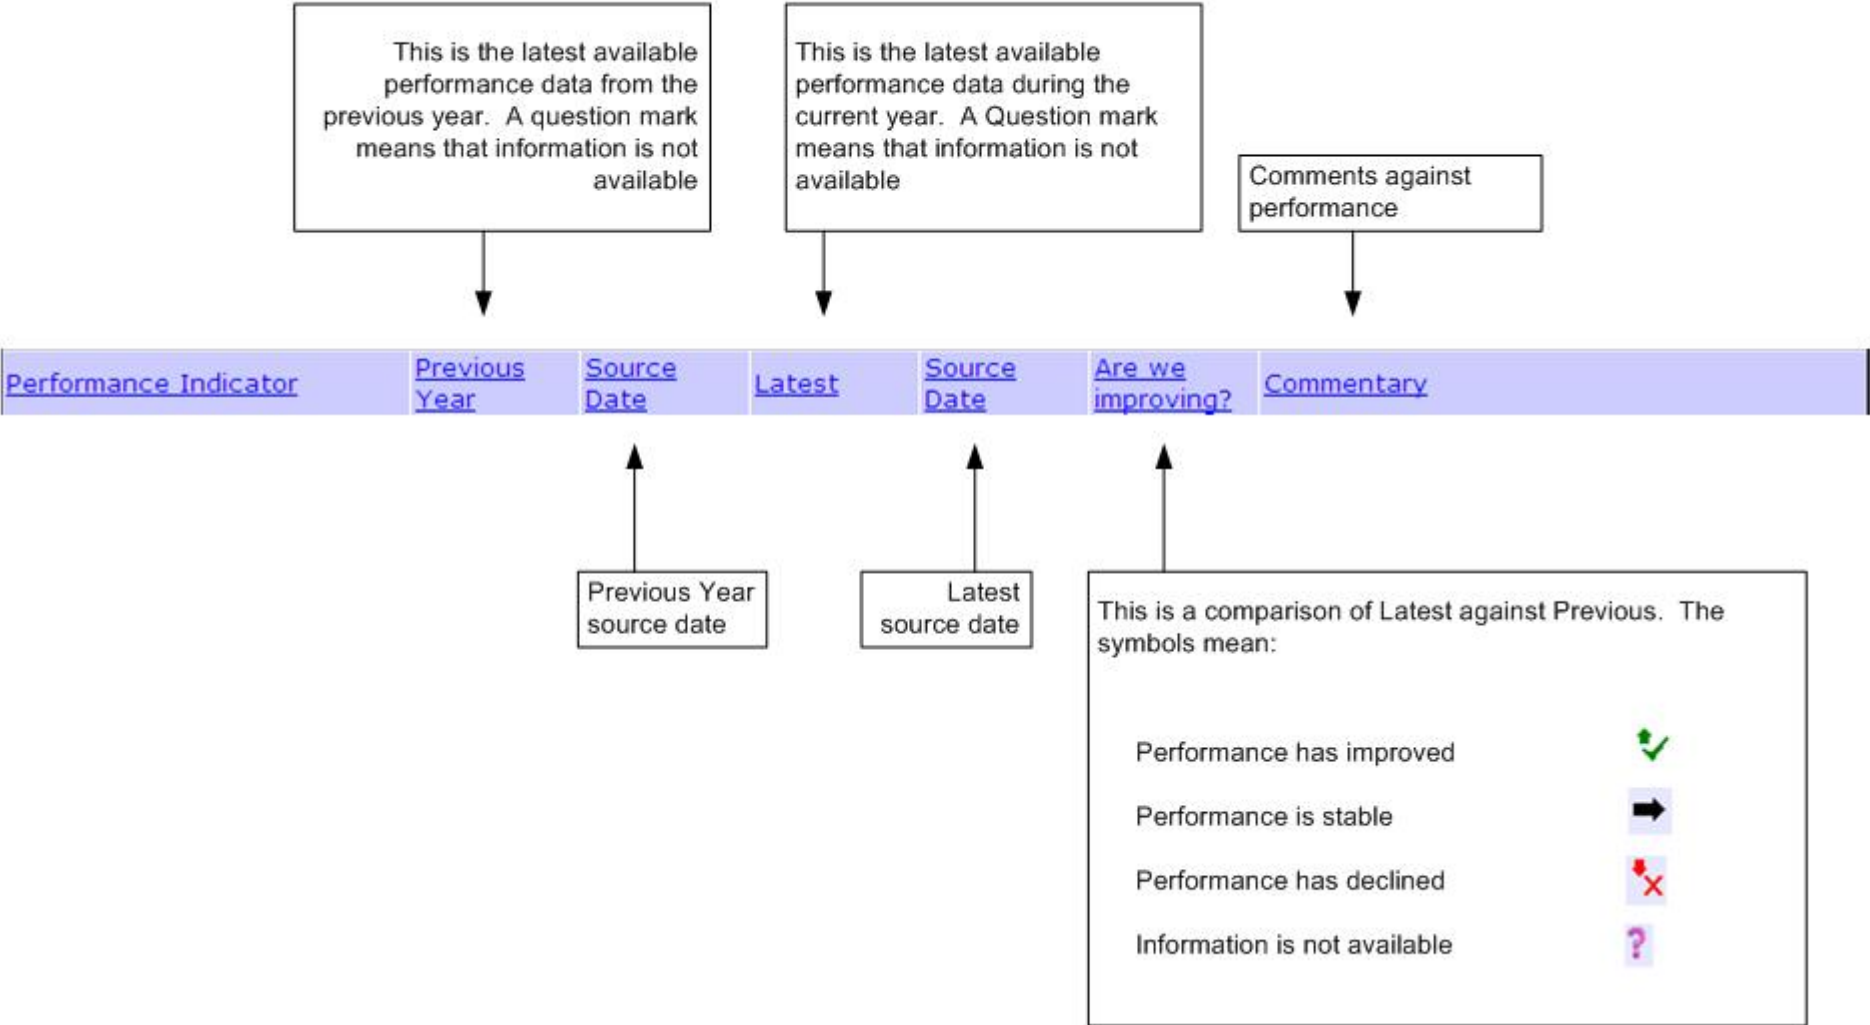 This is the latest available
performance data from the
previous year.  A question mark
means that information is not
available
This is the latest available
performance data during the
current year.  A Question mark
means that information is not
available
Comments against
performance
Performance Indicator
Previous
Year
Source
Date
Latest
Source
Date
Are we
improving?
Commentary
Previous Year
source date
Latest
source date
This is a comparison of Latest against Previous.  The
symbols mean:
Performance has improved
Performance is stable
Performance has declined
Information is not available
?